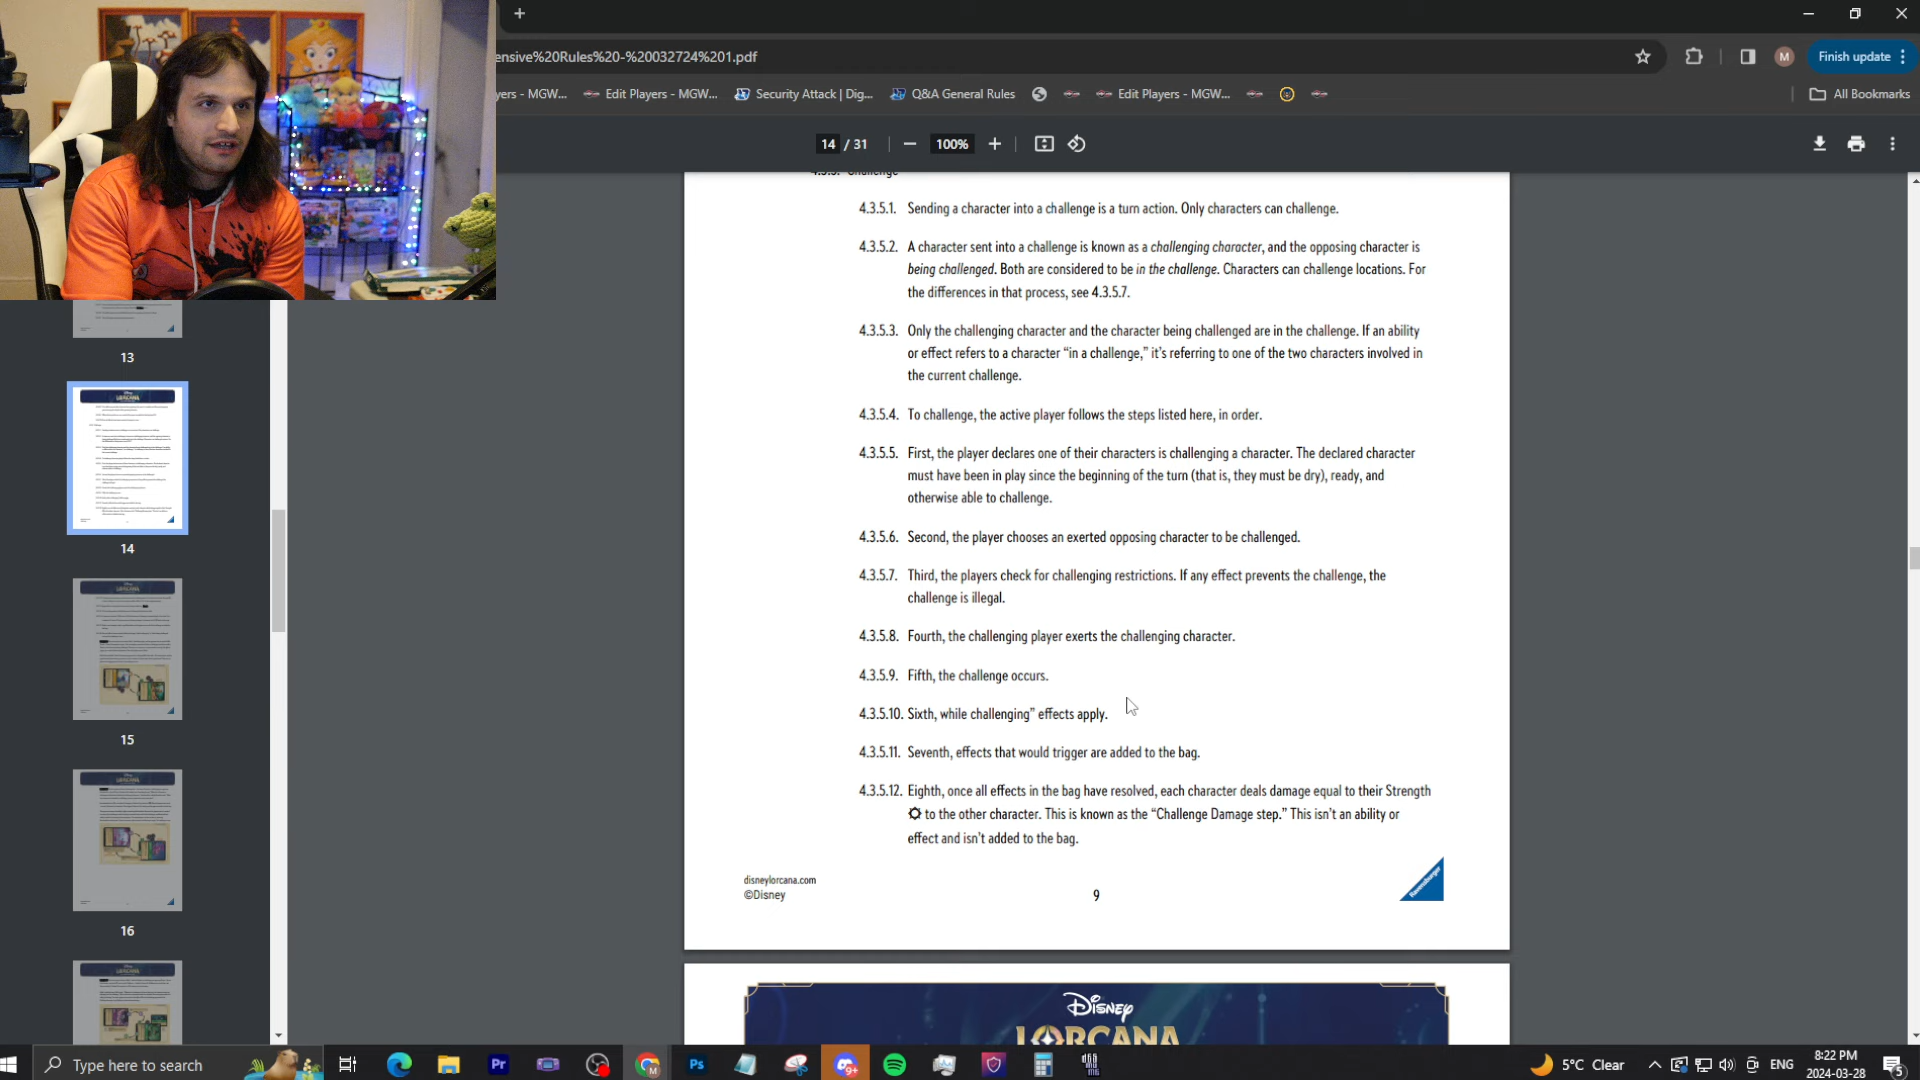 ensive%20Rules%20-%20032724%201.pdf
M
Finish update
yers - MGW...
Edit Players - MGW...
Security Attack | Dig...
Q&A General Rules
Edit Players - MGW...
All Bookmarks
14 / 31
100%
4.3.5. Challenge
4.3.5.1. Sending a character into a challenge is a turn action. Only characters can challenge.
4.3.5.2. A character sent into a challenge is known as a challenging character, and the opposing character is
being challenged. Both are considered to be in the challenge. Characters can challenge locations. For
the differences in that process, see 4.3.5.7.
4.3.5.3. Only the challenging character and the character being challenged are in the challenge. If an ability
or effect refers to a character “in a challenge,” it's referring to one of the two characters involved in
the current challenge.
4.3.5.4. To challenge, the active player follows the steps listed here, in order.
4.3.5.5. First, the player declares one of their characters is challenging a character. The declared character
must have been in play since the beginning of the turn (that is, they must be dry), ready, and
otherwise able to challenge.
4.3.5.6. Second, the player chooses an exerted opposing character to be challenged.
4.3.5.7. Third, the players check for challenging restrictions. If any effect prevents the challenge, the
challenge is illegal.
4.3.5.8. Fourth, the challenging player exerts the challenging character.
4.3.5.9. Fifth, the challenge occurs.
4.3.5.10. Sixth, while challenging” effects apply.
4.3.5.11. Seventh, effects that would trigger are added to the bag.
4.3.5.12. Eighth, once all effects in the bag have resolved, each character deals damage equal to their Strength
to the other character. This is known as the “Challenge Damage step.” This isn't an ability or
effect and isn't added to the bag.
disneylorcana.com
©Disney
9
Ravensburger
Disney
LORCANA
13
14
15
16
Type here to search
Pr
M
Ps
9+
5°C Clear
ENG
8:22 PM
2024-03-28
5